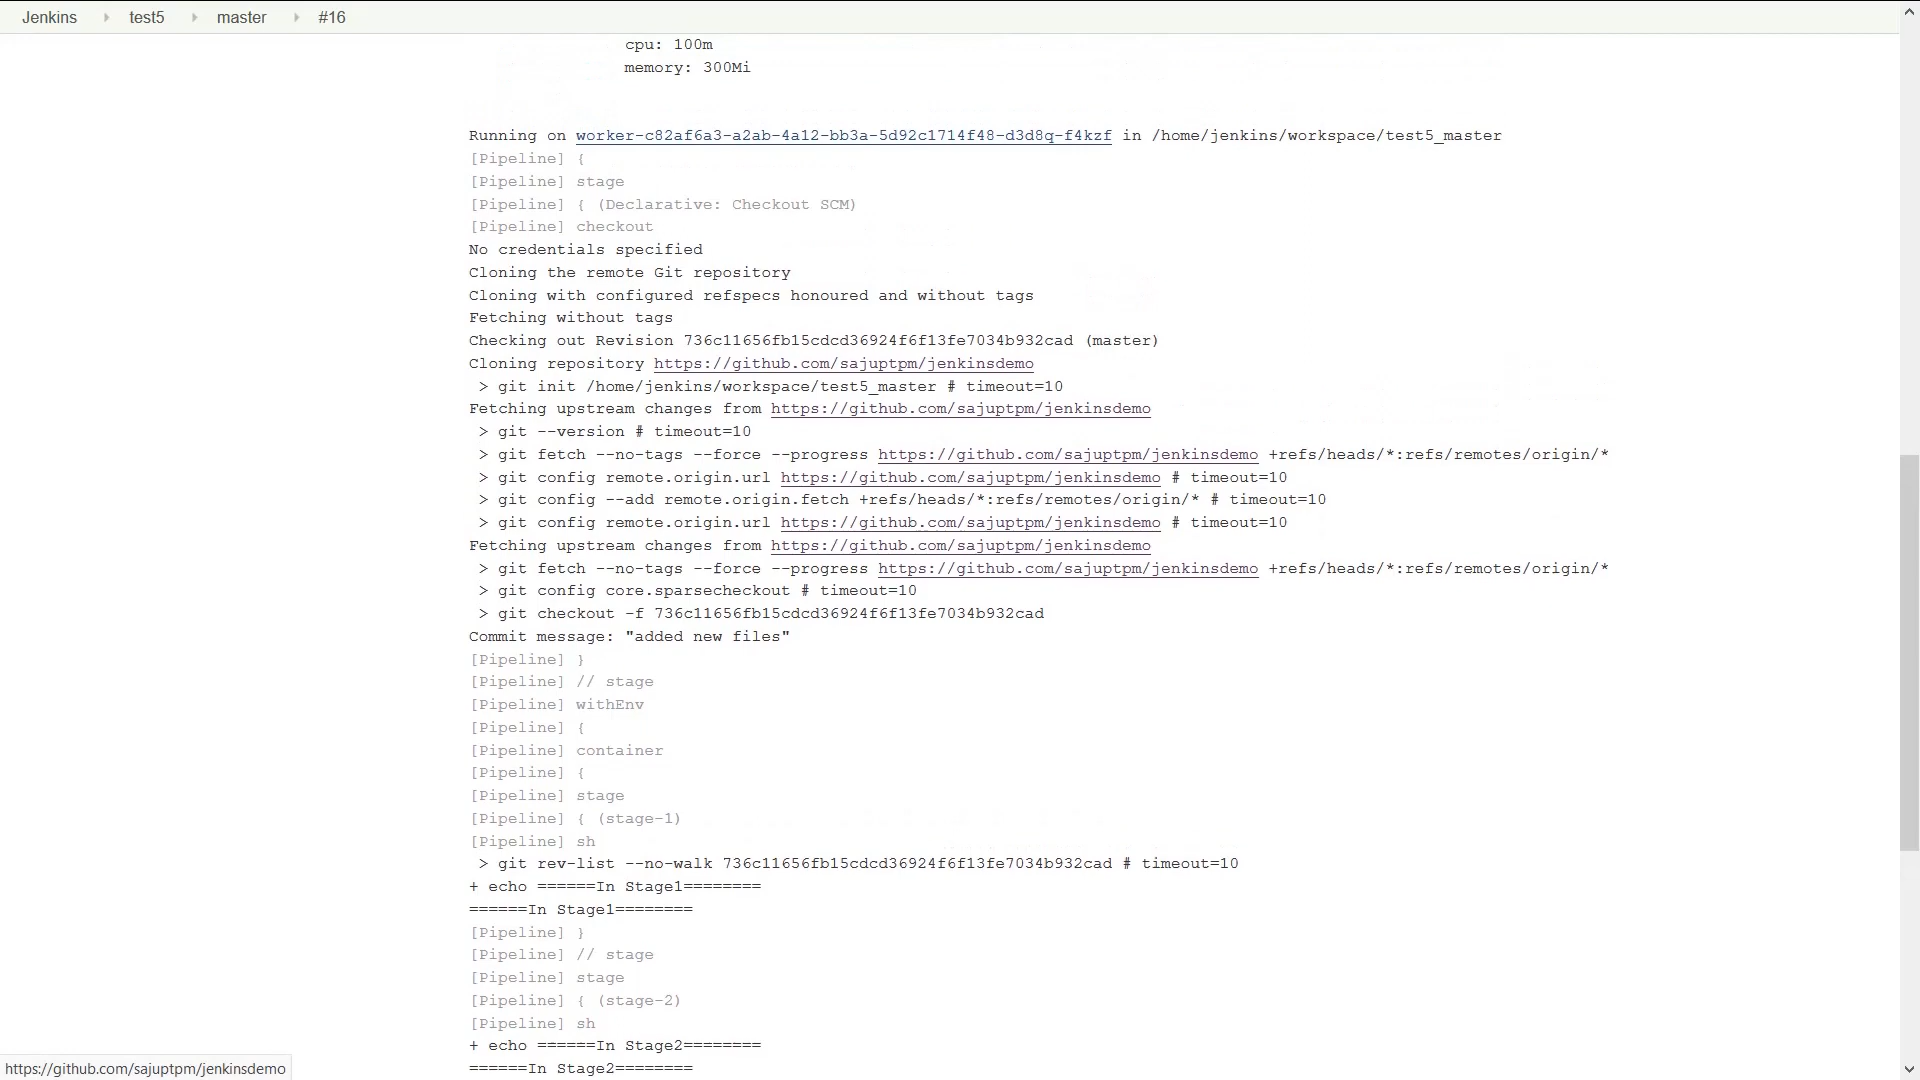 Jenkins test5 master #16
cpu: 100m
memory: 300Mi
Running on worker-c82af6a3-a2ab-4a12-bb3a-5d92c1714f48-d3d8q-f4kzf in /home/jenkins/workspace/test5_master
[Pipeline] {
[Pipeline] stage
[Pipeline] { (Declarative: Checkout SCM)
[Pipeline] checkout
No credentials specified
Cloning the remote Git repository
Cloning with configured refspecs honoured and without tags
Fetching without tags
Checking out Revision 736c11656fb15cdcd36924f6f13fe7034b932cad (master)
Cloning repository https://github.com/sajuptpm/jenkinsdemo
> git init /home/jenkins/workspace/test5_master # timeout=10
Fetching upstream changes from https://github.com/sajuptpm/jenkinsdemo
> git --version # timeout=10
> git fetch --no-tags --force --progress https://github.com/sajuptpm/jenkinsdemo +refs/heads/*:refs/remotes/origin/*
> git config remote.origin.url https://github.com/sajuptpm/jenkinsdemo # timeout=10
> git config --add remote.origin.fetch +refs/heads/*:refs/remotes/origin/* # timeout=10
> git config remote.origin.url https://github.com/sajuptpm/jenkinsdemo # timeout=10
Fetching upstream changes from https://github.com/sajuptpm/jenkinsdemo
> git fetch --no-tags --force --progress https://github.com/sajuptpm/jenkinsdemo +refs/heads/*:refs/remotes/origin/*
> git config core.sparsecheckout # timeout=10
> git checkout -f 736c11656fb15cdcd36924f6f13fe7034b932cad
Commit message: "added new files"
[Pipeline] }
[Pipeline] // stage
[Pipeline] withEnv
[Pipeline] {
[Pipeline] container
[Pipeline] {
[Pipeline] stage
[Pipeline] { (stage-1)
[Pipeline] sh
> git rev-list --no-walk 736c11656fb15cdcd36924f6f13fe7034b932cad # timeout=10
+ echo ======In Stage1========
======In Stage1========
[Pipeline] }
[Pipeline] // stage
[Pipeline] stage
[Pipeline] { (stage-2)
[Pipeline] sh
+ echo ======In Stage2========
======In Stage2========
https://github.com/sajuptpm/jenkinsdemo